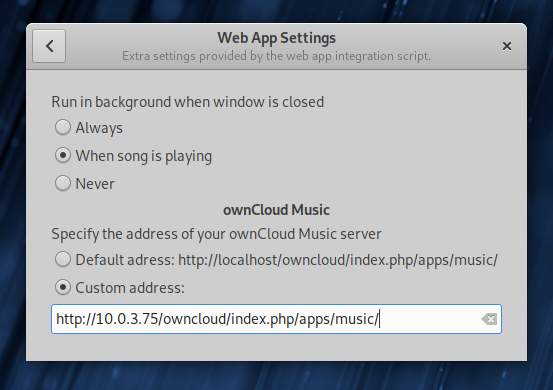 Web App Settings
Extra settings provided by the web app integration script.
Run in background when window is closed
Always
When song is playing
Never
ownCloud Music
Specify the address of your ownCloud Music server
Default adress: http://localhost/owncloud/index.php/apps/music/
Custom address:
http://10.0.3.75/owncloud/index.php/apps/music/